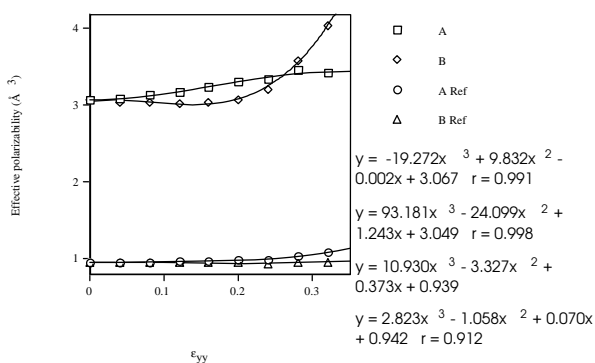 Effective polarizability (Å 3)
4
3
2
1
0
0.1
0.2
0.3
εyy
A
B
A Ref
B Ref
y = -19.272x 3 + 9.832x 2 -
0.002x + 3.067 r = 0.991
y = 93.181x 3 - 24.099x 2 +
1.243x + 3.049 r = 0.998
y = 10.930x 3 - 3.327x 2 +
0.373x + 0.939
y = 2.823x 3 - 1.058x 2 + 0.070x
+ 0.942 r = 0.912